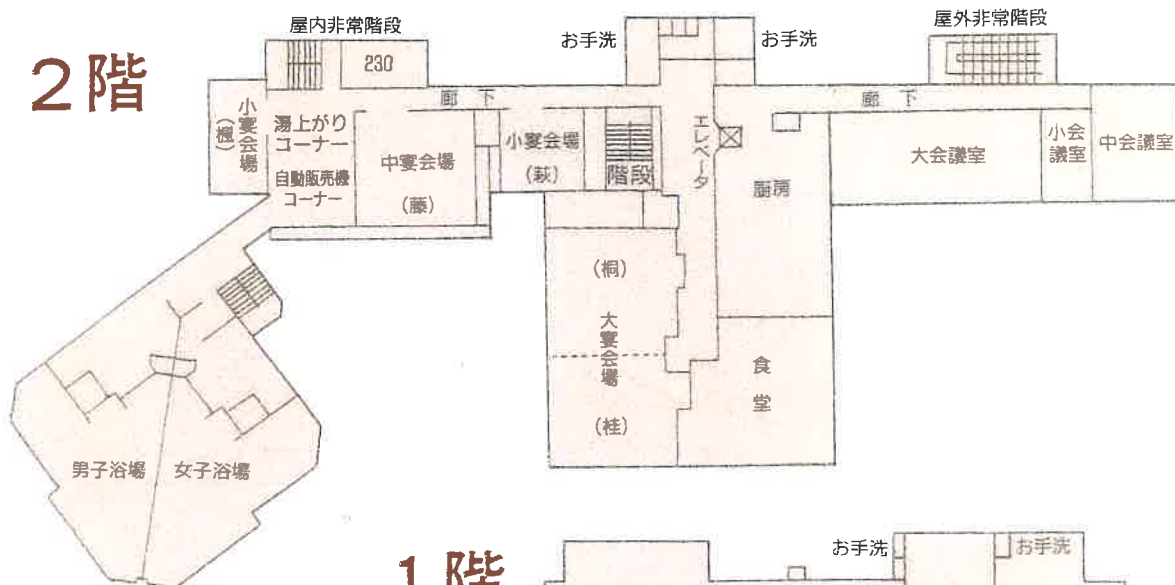 2階
屋内非常階段
230
お手洗
お手洗
屋外非常階段
廊下
廊下
小宴会場
(楓)
湯上がり
コーナー
自動販売機
コーナー
中宴会場
(藤)
小宴会場
(萩)
階段
エレベータ
厨房
大会議室
小会
議室
中会議室
(桐)
大宴会場
(桂)
食堂
男子浴場
女子浴場
1階
お手洗
お手洗